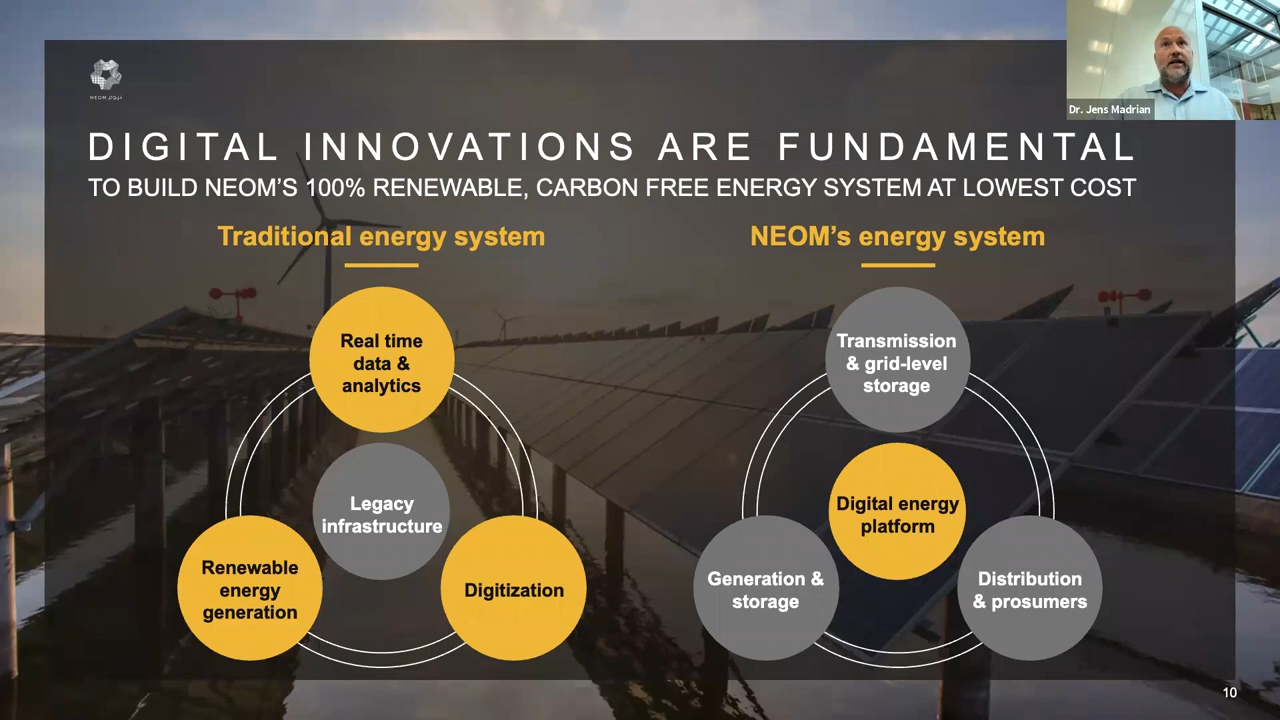 NEOM نيوم
Dr. Jens Madrian
DIGITAL INNOVATIONS ARE FUNDAMENTAL
TO BUILD NEOM’S 100% RENEWABLE, CARBON FREE ENERGY SYSTEM AT LOWEST COST
Traditional energy system
Real time
data &
analytics
Legacy
infrastructure
Renewable
energy
generation
Digitization
NEOM’s energy system
Transmission
& grid-level
storage
Digital energy
platform
Generation &
storage
Distribution
& prosumers
10